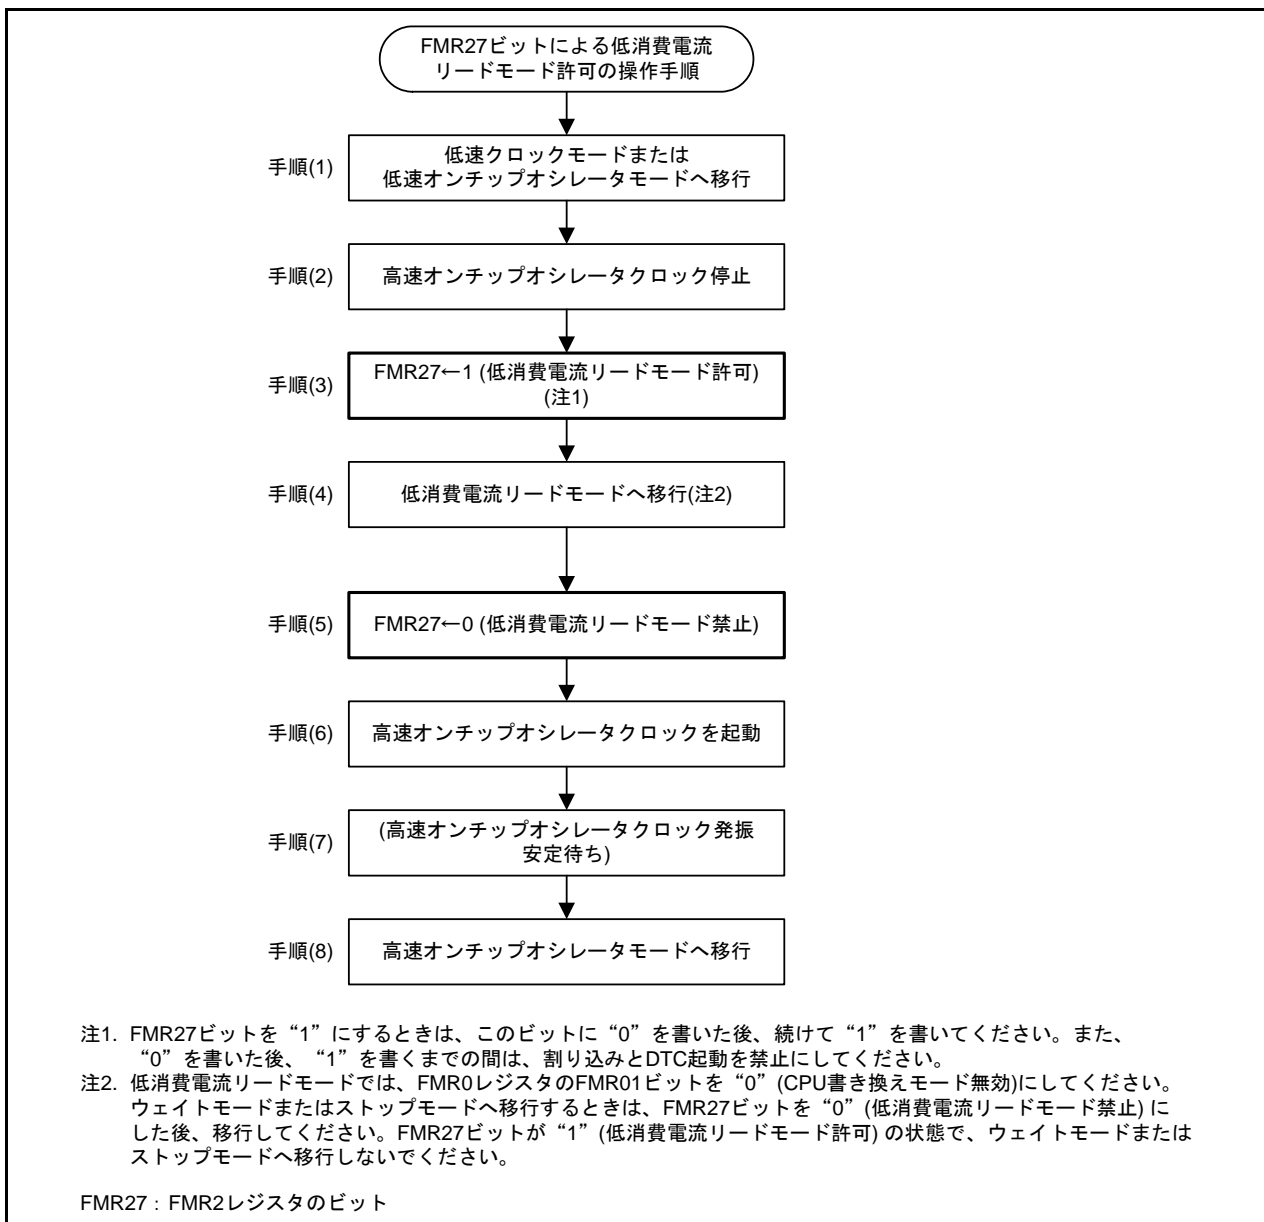 FMR27ビットによる低消費電流
リードモード許可の操作手順
手順(1)
低速クロックモードまたは
低速オンチップオシレータモードへ移行
手順(2)
高速オンチップオシレータクロック停止
手順(3)
FMR27←1 (低消費電流リードモード許可)
(注1)
手順(4)
低消費電流リードモードへ移行(注2)
手順(5)
FMR27←0 (低消費電流リードモード禁止)
手順(6)
高速オンチップオシレータクロックを起動
手順(7)
(高速オンチップオシレータクロック発振
安定待ち)
手順(8)
高速オンチップオシレータモードへ移行
注1. FMR27ビットを“1”にするときは、このビットに“0”を書いた後、続けて“1”を書いてください。また、
“0”を書いた後、“1”を書くまでの間は、割り込みとDTC起動を禁止にしてください。
注2. 低消費電流リードモードでは、FMR0レジスタのFMR01ビットを“0”(CPU書き換えモード無効)にしてください。
ウェイトモードまたはストップモードへ移行するときは、FMR27ビットを“0”(低消費電流リードモード禁止) に
した後、移行してください。FMR27ビットが“1”(低消費電流リードモード許可) の状態で、ウェイトモードまたは
ストップモードへ移行しないでください。
FMR27 : FMR2レジスタのビット